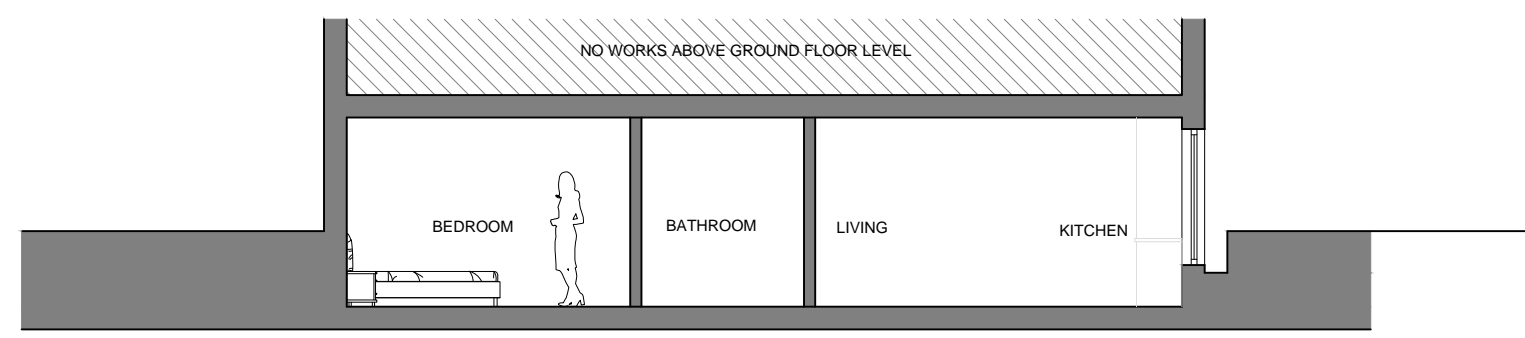 NO WORKS ABOVE GROUND FLOOR LEVEL
BEDROOM
BATHROOM
LIVING
KITCHEN